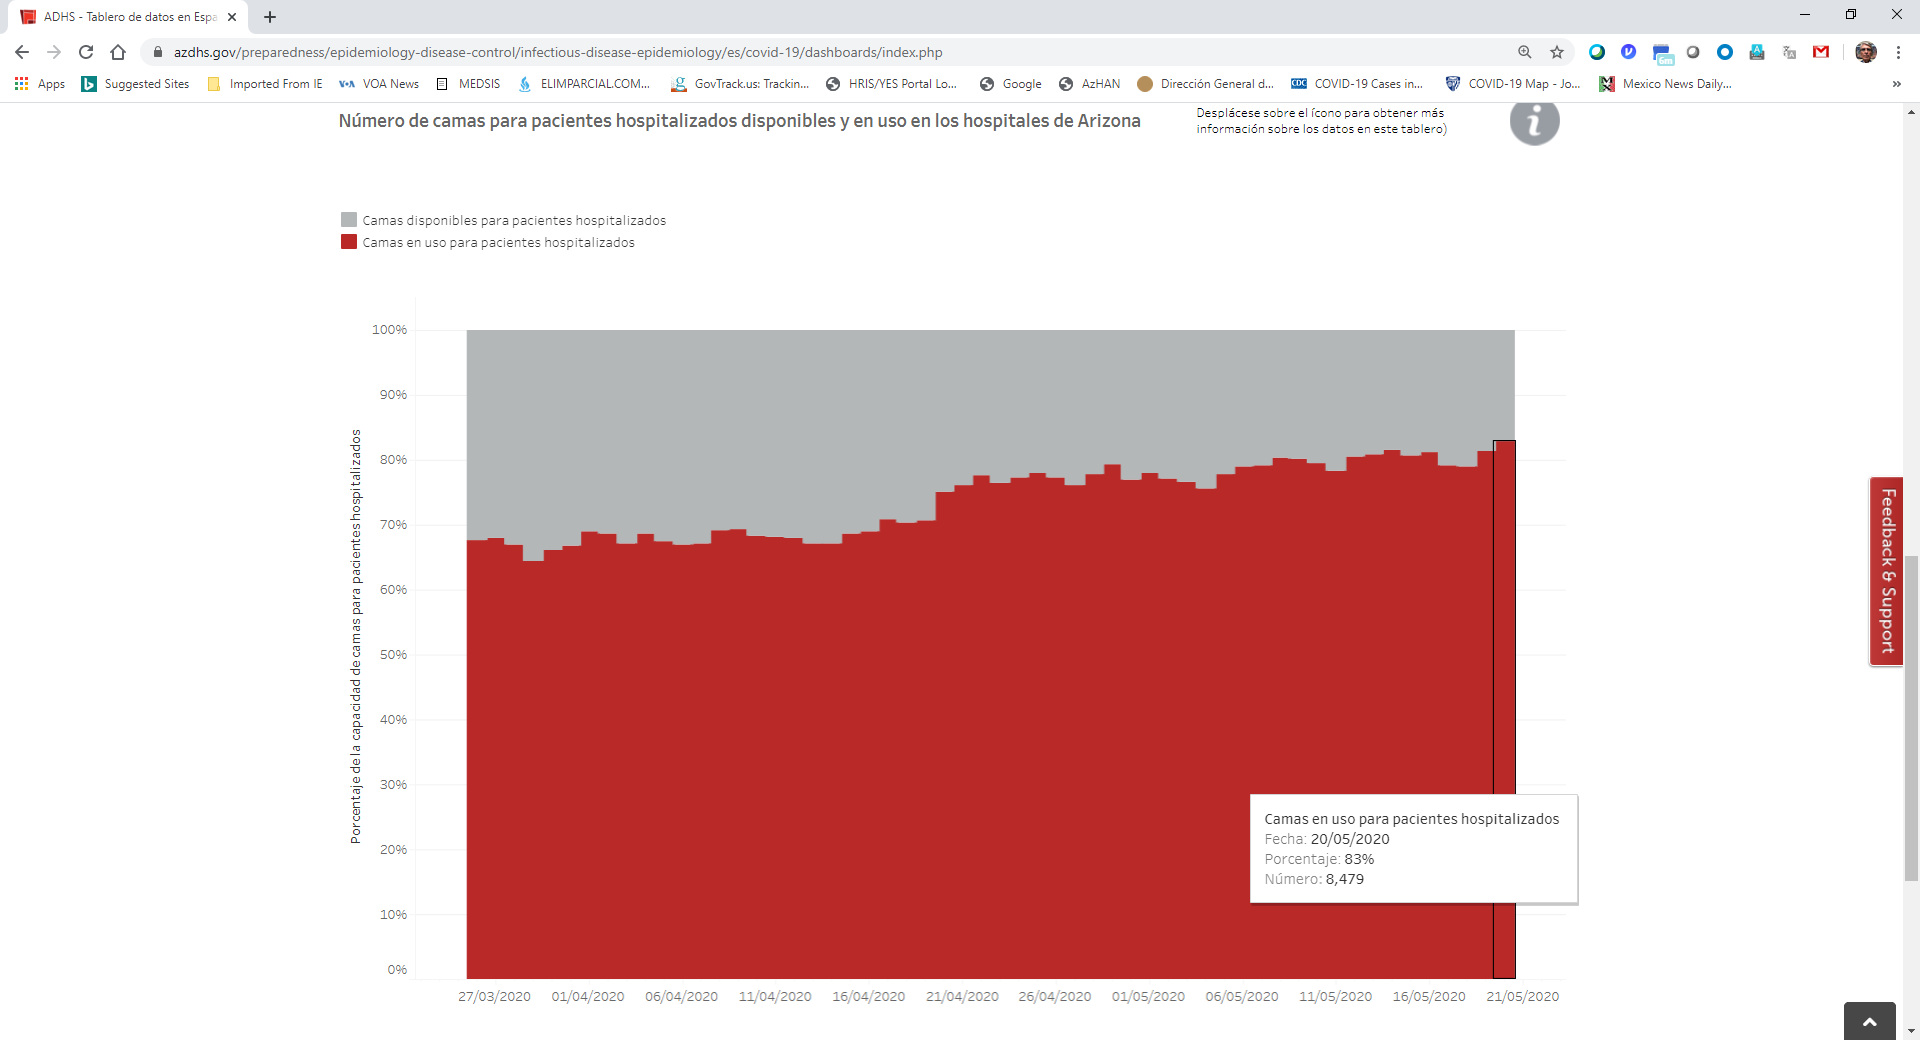 ADHS - Tablero de datos en Espa
azdhs.gov/preparedness/epidemiology-disease-control/infectious-disease-epidemiology/es/covid-19/dashboards/index.php
6m
Apps
Suggested Sites
Imported From IE
VOA VOA News
MEDSIS
ELIMPARCIAL.COM...
GovTrack.us: Trackin...
HRIS/YES Portal Lo...
Google
AzHAN
Dirección General d...
CDC COVID-19 Cases in...
COVID-19 Map - Jo...
Mexico News Daily...
»
Número de camas para pacientes hospitalizados disponibles y en uso en los hospitales de Arizona
Desplácese sobre el ícono para obtener más
información sobre los datos en este tablero)
i
Camas disponibles para pacientes hospitalizados
Camas en uso para pacientes hospitalizados
Porcentaje de la capacidad de camas para pacientes hospitalizados
100%
90%
80%
70%
60%
50%
40%
30%
20%
10%
0%
Camas en uso para pacientes hospitalizados
Fecha: 20/05/2020
Porcentaje: 83%
Número: 8,479
27/03/2020
01/04/2020
06/04/2020
11/04/2020
16/04/2020
21/04/2020
26/04/2020
01/05/2020
06/05/2020
11/05/2020
16/05/2020
21/05/2020
Feedback & Support